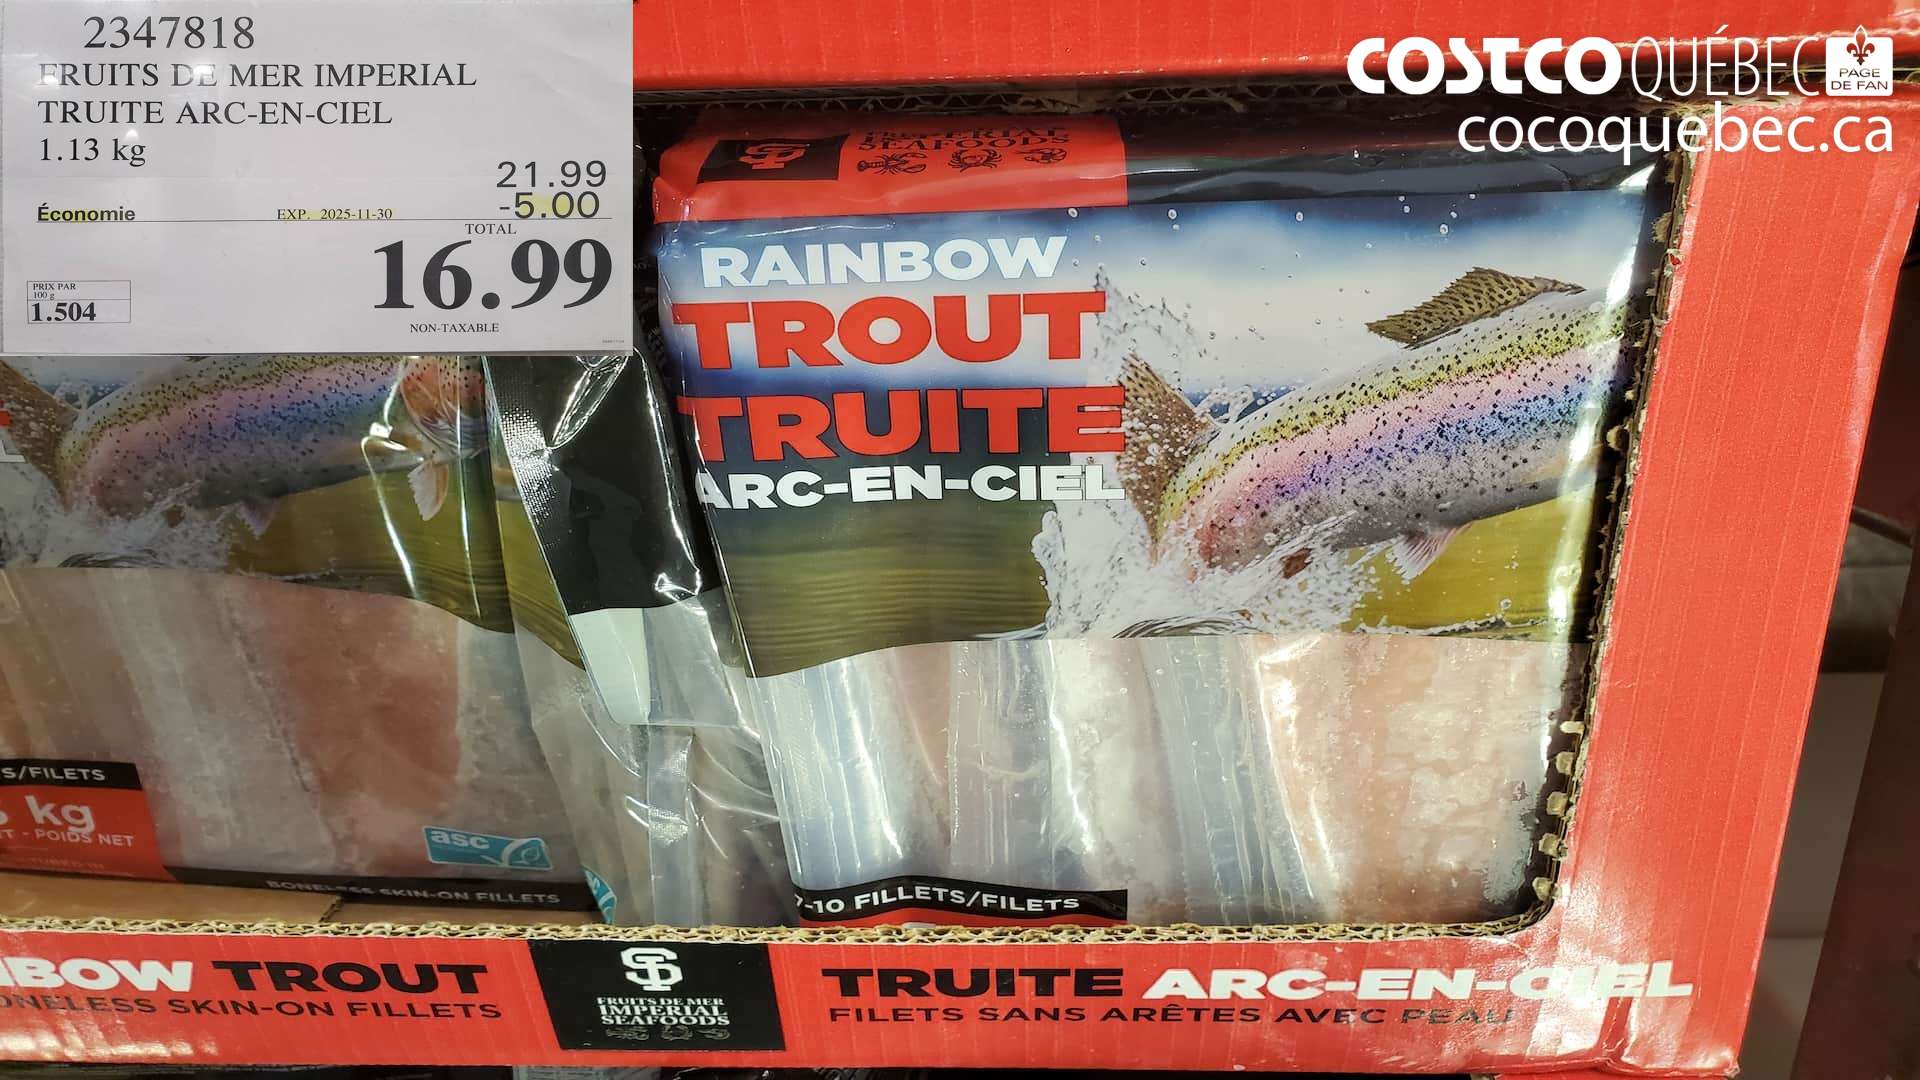 2347818
FRUITS DE MER IMPERIAL
TRUITE ARC-EN-CIEL
1.13 kg
21.99
Économie
EXP. 2025-11-30
-5.00
TOTAL
16.99
PRIX PAR
100 g
1.504
NON-TAXABLE
COSTCO QUÉBEC
PAGE
DE FAN
cocoquebec.ca
IMPERIAL
SEAFOODS
RAINBOW
TROUT
TRUITE
ARC-EN-CIEL
7-10 FILLETS/FILETS
S/FILETS
kg
T - POIDS NET
asc
BONELESS SKIN-ON FILLETS
BOW TROUT
ONELESS SKIN-ON FILLETS
FRUITS DE MER
IMPERIAL
SEAFOODS
TRUITE ARC-EN-CIEL
FILETS SANS ARÊTES AVEC PEAU